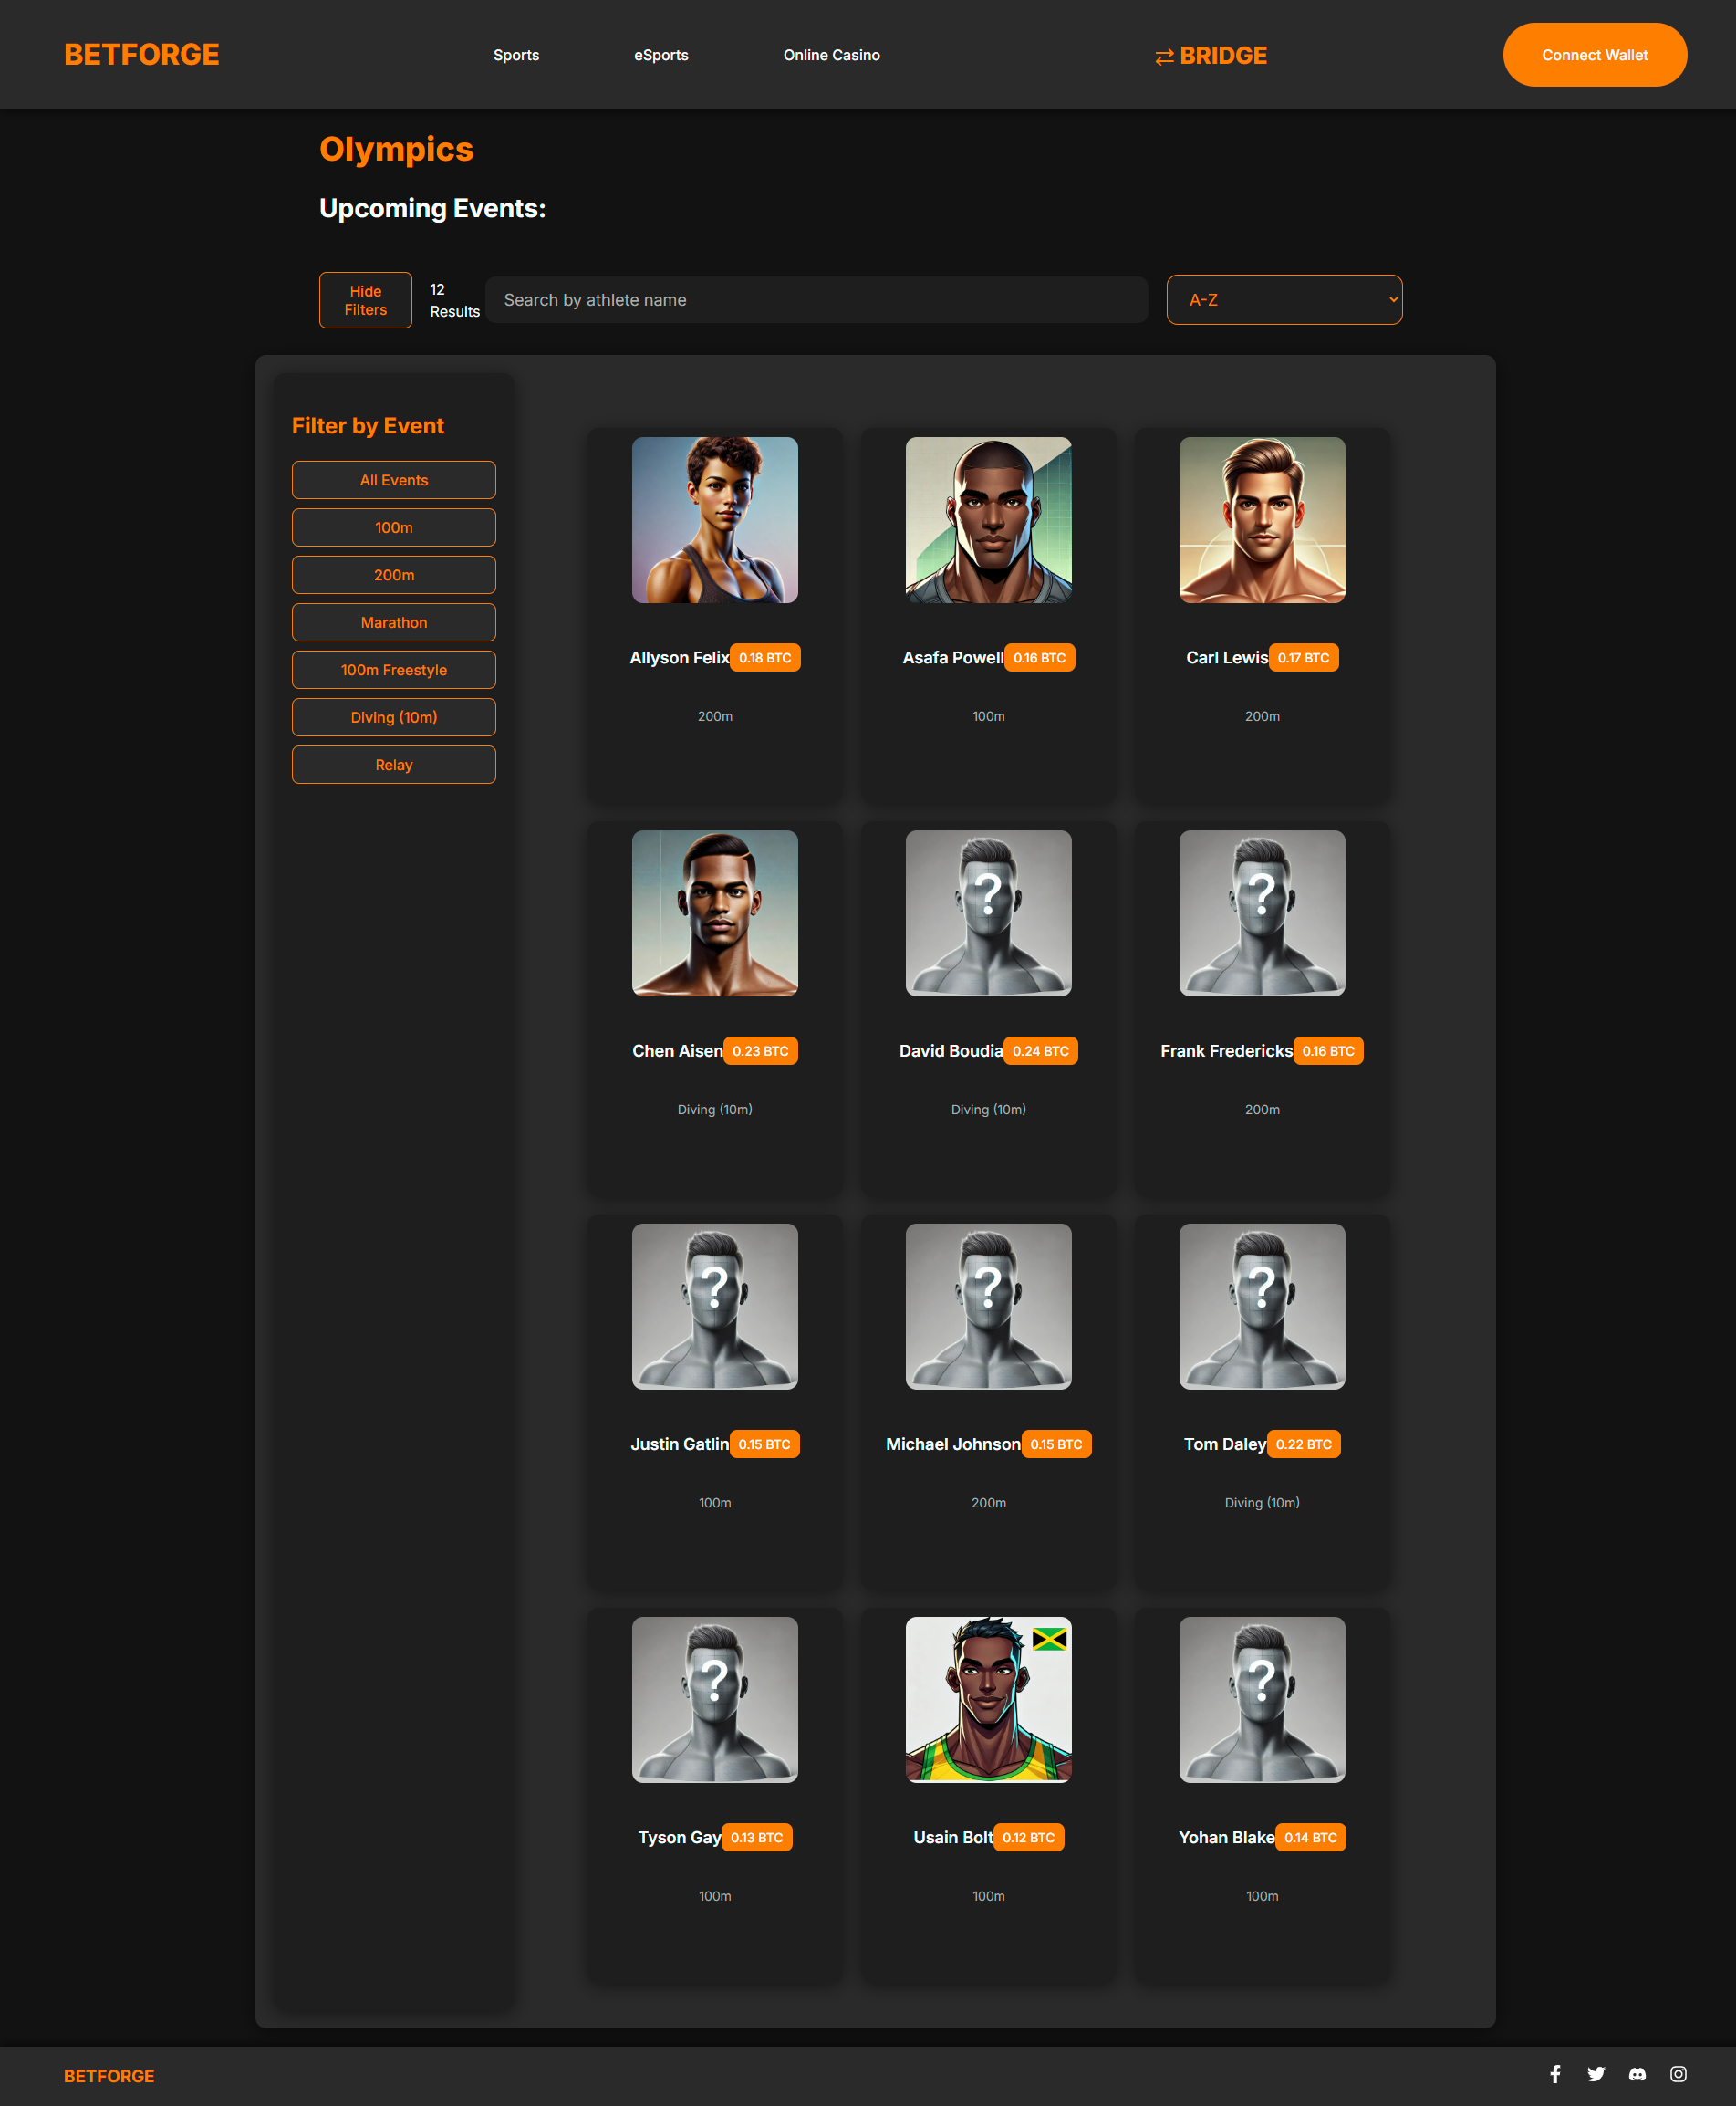 BETFORGE
Sports
eSports
Online Casino
BRIDGE
Connect Wallet
Olympics
Upcoming Events:
Hide
Filters
12
Results
Search by athlete name
A-Z
Filter by Event
All Events
100m
200m
Marathon
100m Freestyle
Diving (10m)
Relay
Allyson Felix 0.18 BTC
200m
Asafa Powell 0.16 BTC
100m
Carl Lewis 0.17 BTC
200m
Chen Aisen 0.23 BTC
Diving (10m)
?
David Boudia 0.24 BTC
Diving (10m)
?
Frank Fredericks 0.16 BTC
200m
?
Justin Gatlin 0.15 BTC
100m
?
Michael Johnson 0.15 BTC
200m
?
Tom Daley 0.22 BTC
Diving (10m)
?
Tyson Gay 0.13 BTC
100m
Usain Bolt 0.12 BTC
100m
?
Yohan Blake 0.14 BTC
100m
BETFORGE